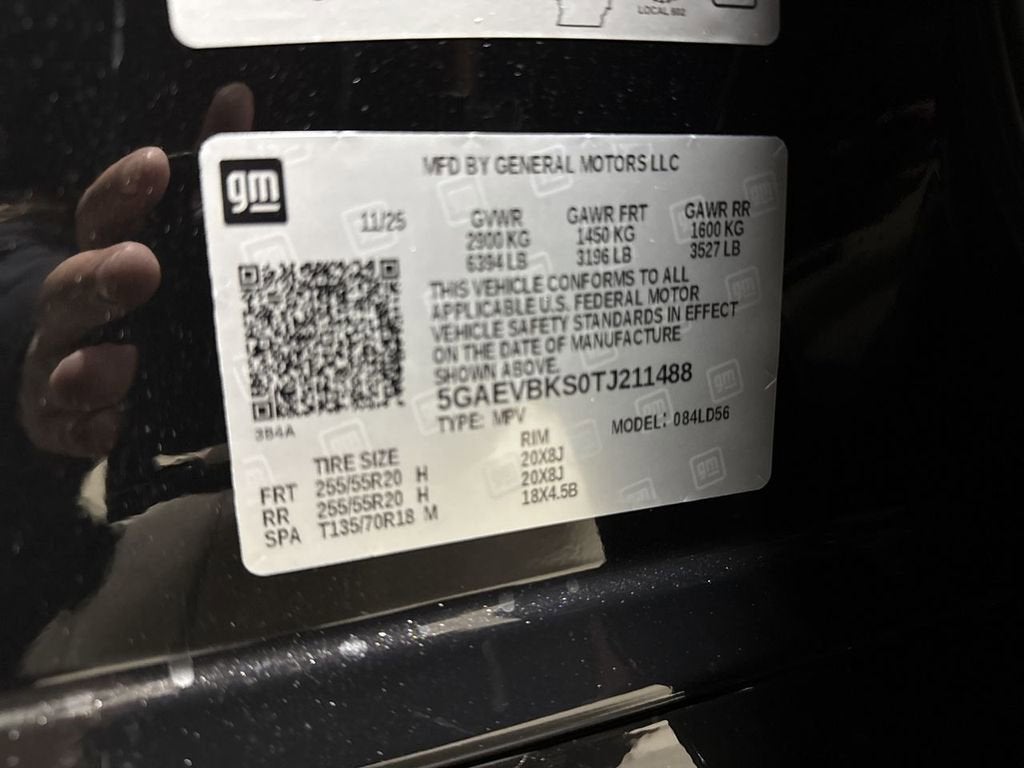 LOCAL 602
gm
MFD BY GENERAL MOTORS LLC
11/25
GVWR GAWR FRT GAWR RR
2900 KG 1450 KG 1600 KG
6394 LB 3196 LB 3527 LB
THIS VEHICLE CONFORMS TO ALL
APPLICABLE U.S. FEDERAL MOTOR
VEHICLE SAFETY STANDARDS IN EFFECT
ON THE DATE OF MANUFACTURE
SHOWN ABOVE.
5GAEVBKS0TJ211488
TYPE: MPV MODEL: 084LD56
3B4A
TIRE SIZE RIM
FRT 255/55R20 H 20X8J
RR 255/55R20 H 20X8J
SPA T135/70R18 M 18X4.5B